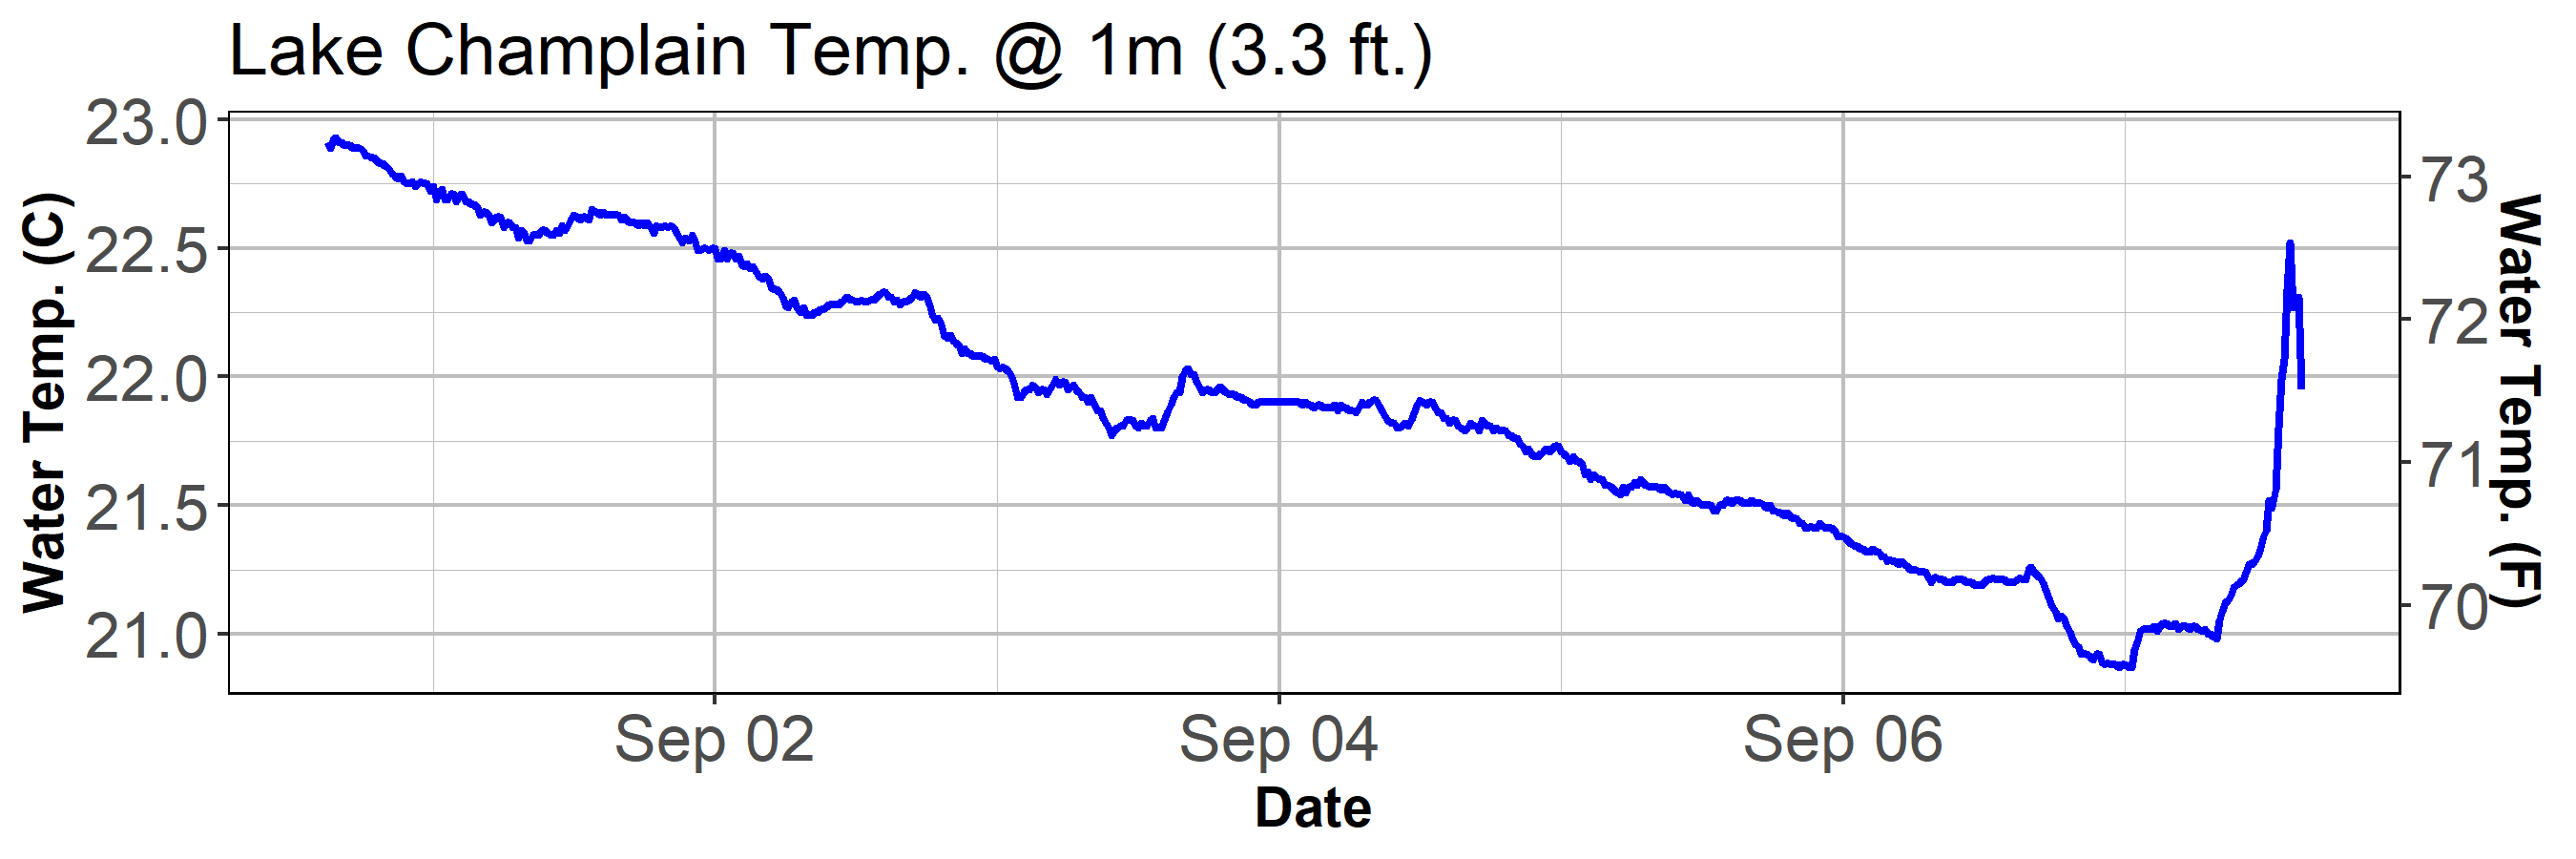 Lake Champlain Temp. @ 1m (3.3 ft.)
Water Temp. (C)
23.0
22.5
22.0
21.5
21.0
73
72
71
70
Water Temp. (F)
Sep 02 Sep 04 Sep 06
Date